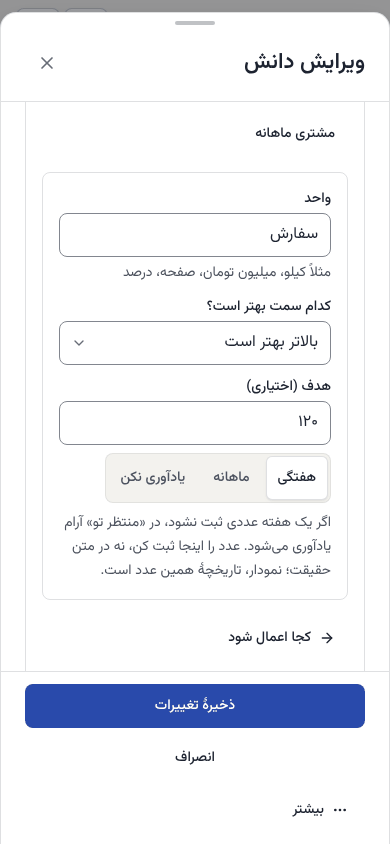 ویرایش دانش
مشتری ماهانه
واحد
سفارش
مثلاً کیلو، میلیون تومان، صفحه، درصد
کدام سمت بهتر است؟
بالاتر بهتر است
هدف (اختیاری)
۱۲۰
هفتگی ماهانه یادآوری نکن
اگر یک هفته عددی ثبت نشود، در «منتظر تو» آرام
یادآوری می‌شود. عدد را اینجا ثبت کن، نه در متن
حقیقت؛ نمودار، تاریخچهٔ همین عدد است.
کجا اعمال شود
ذخیرهٔ تغییرات
انصراف
بیشتر